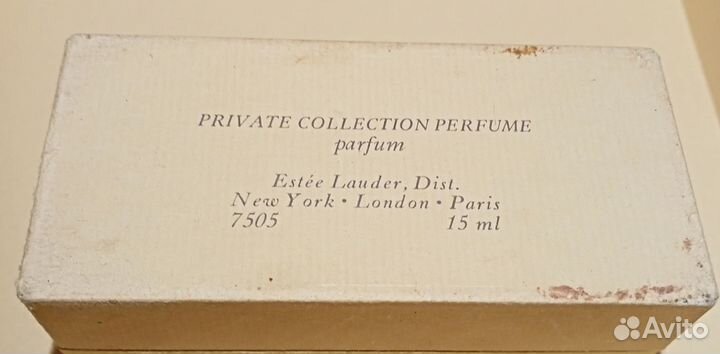 PRIVATE COLLECTION PERFUME
parfum
Estée Lauder, Dist.
New York • London • Paris
7505 15 ml
Avito